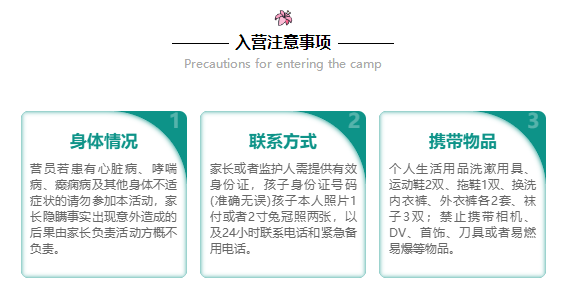 入营注意事项
Precautions for entering the camp
1
身体情况
营员若患有心脏病、哮喘
病、癫痫病及其他身体不适
症状的请勿参加本活动，家
长隐瞒事实出现意外造成的
后果由家长负责活动方概不
负责。
2
联系方式
家长或者监护人需提供有效
身份证，孩子身份证号码
(准确无误)孩子本人照片1
付或者2寸免冠照两张，以
及24小时联系电话和紧急备
用电话。
3
携带物品
个人生活用品洗漱用具、
运动鞋2双、拖鞋1双、换洗
内衣裤、外衣裤各2套、袜
子3双；禁止携带相机、
DV、首饰、刀具或者易燃
易爆等物品。